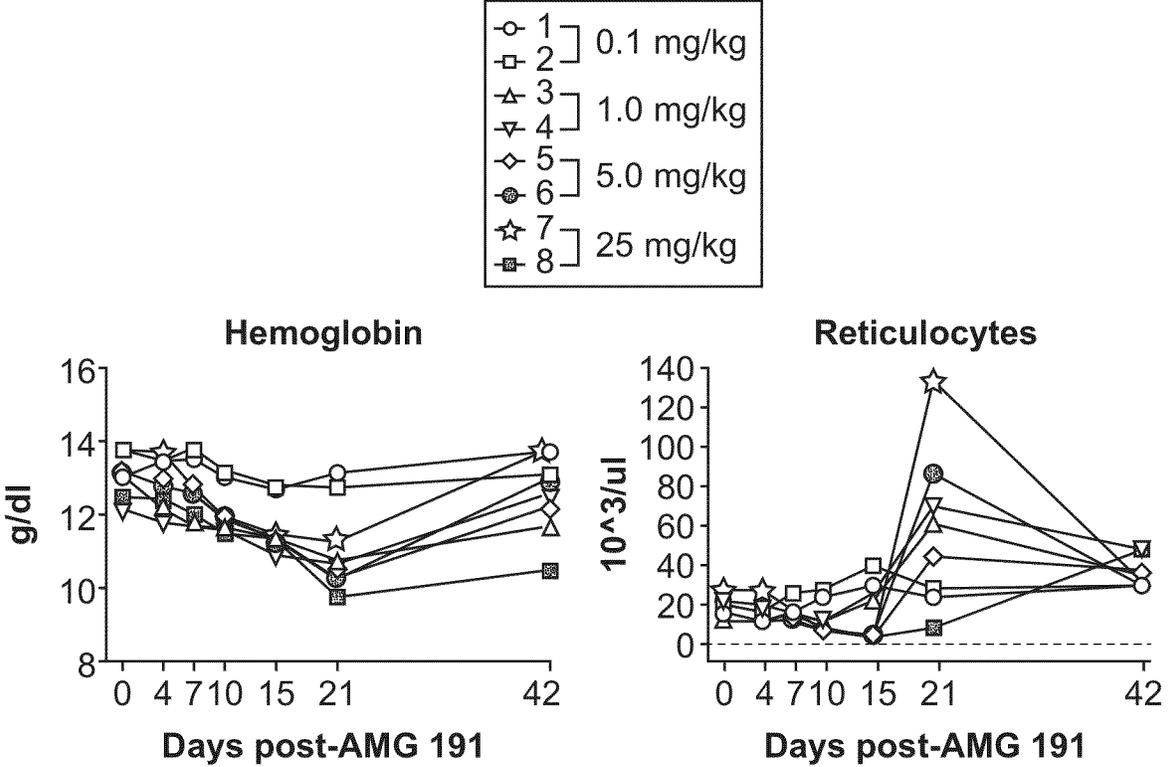 1
2
0.1 mg/kg
3
4
1.0 mg/kg
5
6
5.0 mg/kg
7
8
25 mg/kg
Hemoglobin
16
14
12
10
8
g/dl
0 4 7 10 15 21 42
Days post-AMG 191
Reticulocytes
140
120
100
80
60
40
20
0
10^3/ul
0 4 7 10 15 21 42
Days post-AMG 191